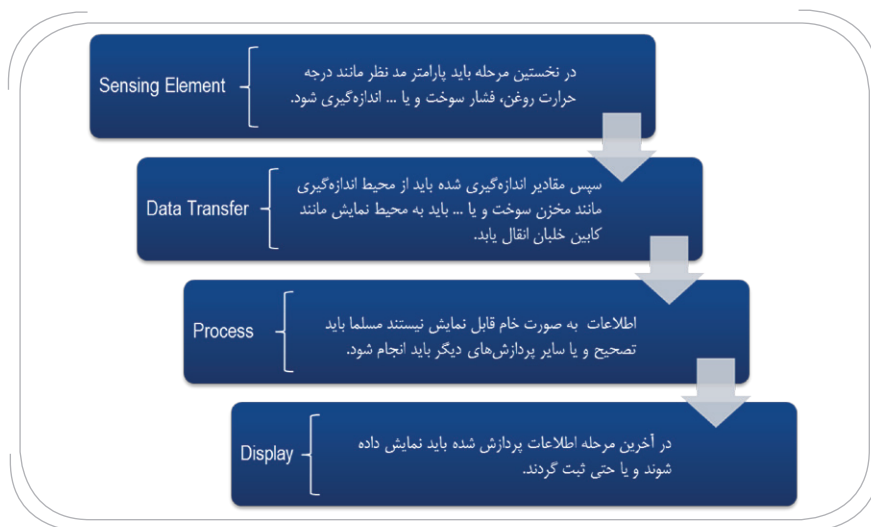 Sensing Element
در نخستین مرحله باید پارامتر مد نظر مانند درجه
حرارت روغن، فشار سوخت و یا ... اندازه‌گیری شود.
Data Transfer
سپس مقادیر اندازه‌گیری شده باید از محیط اندازه‌گیری
مانند مخزن سوخت و یا ... باید به محیط نمایش مانند
کابین خلبان انقال یابد.
Process
اطلاعات به صورت خام قابل نمایش نیستند مسلما باید
تصحیح و یا سایر پردازش‌های دیگر باید انجام شود.
Display
در آخرین مرحله اطلاعات پردازش شده باید نمایش داده
شوند و یا حتی ثبت گردند.